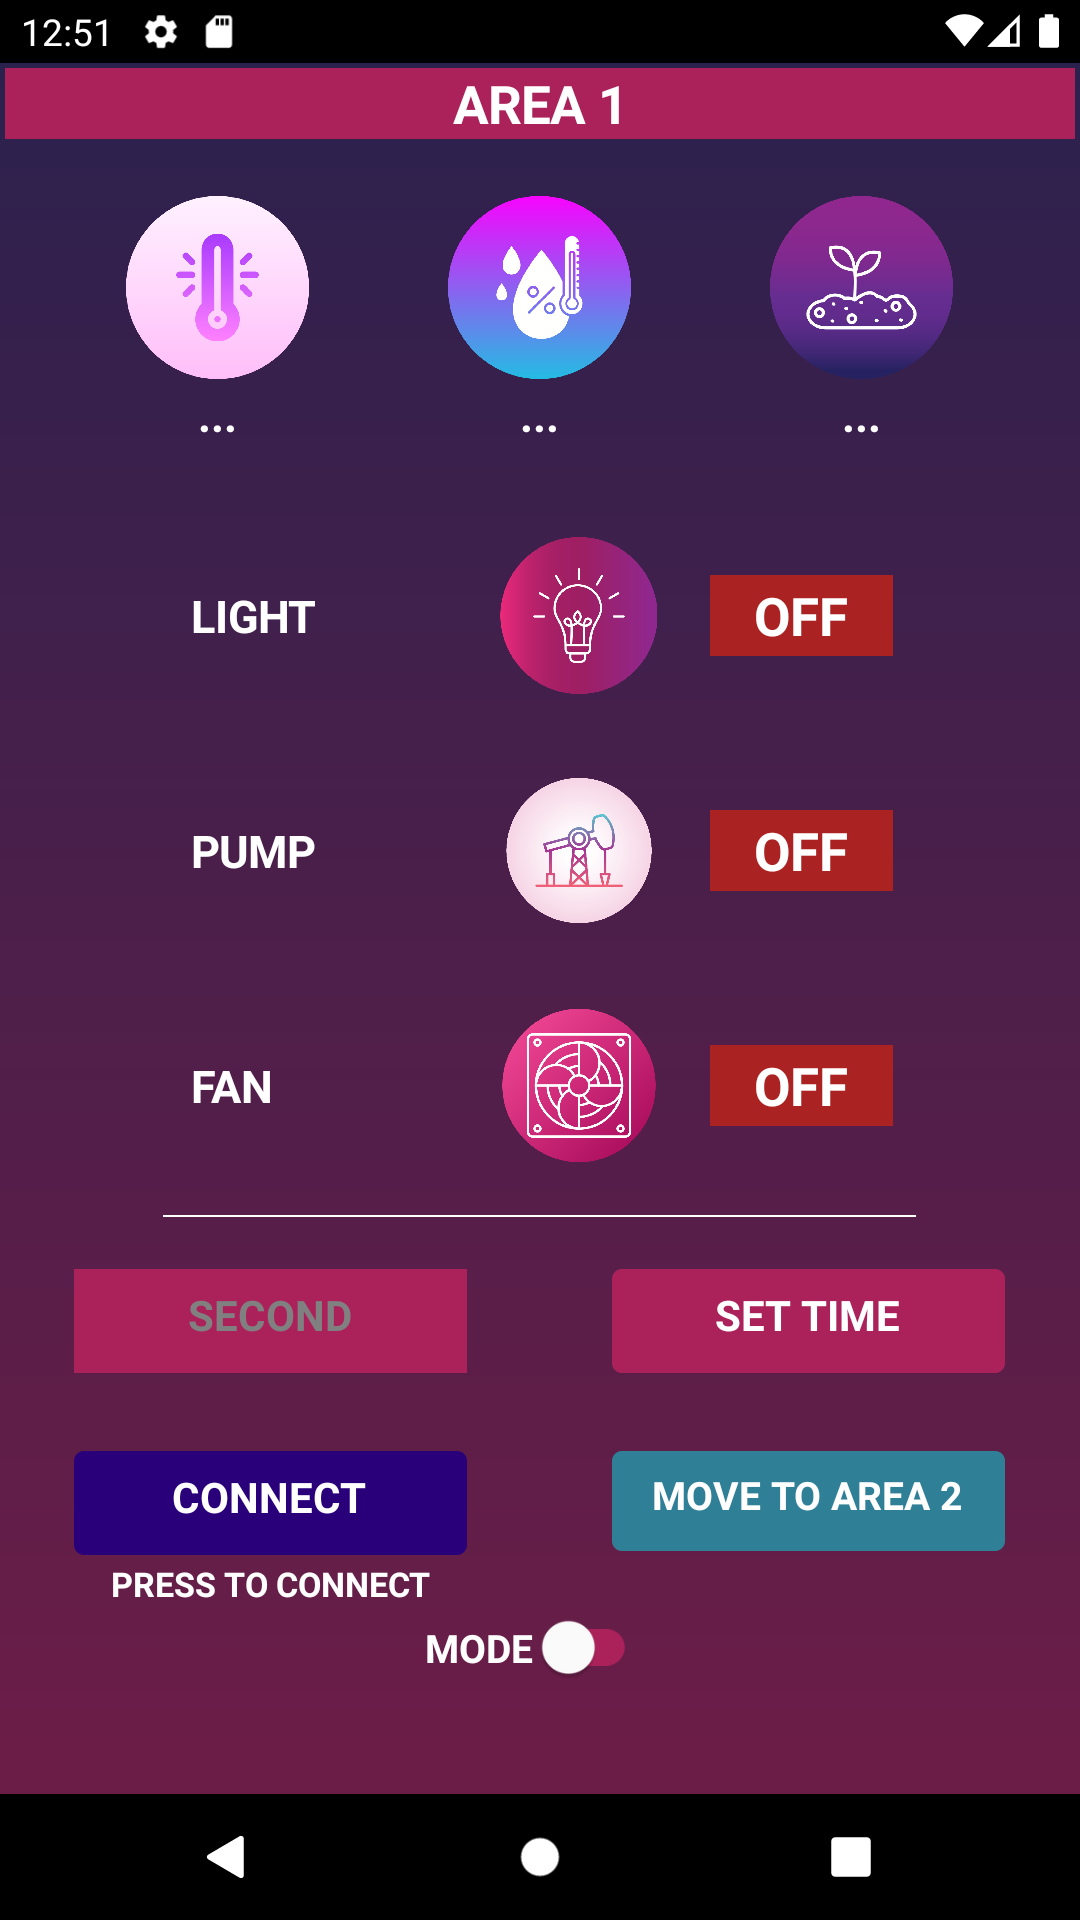 12:51
AREA 1
... ... ...
LIGHT OFF
PUMP OFF
FAN OFF
SECOND SET TIME
CONNECT MOVE TO AREA 2
PRESS TO CONNECT
MODE